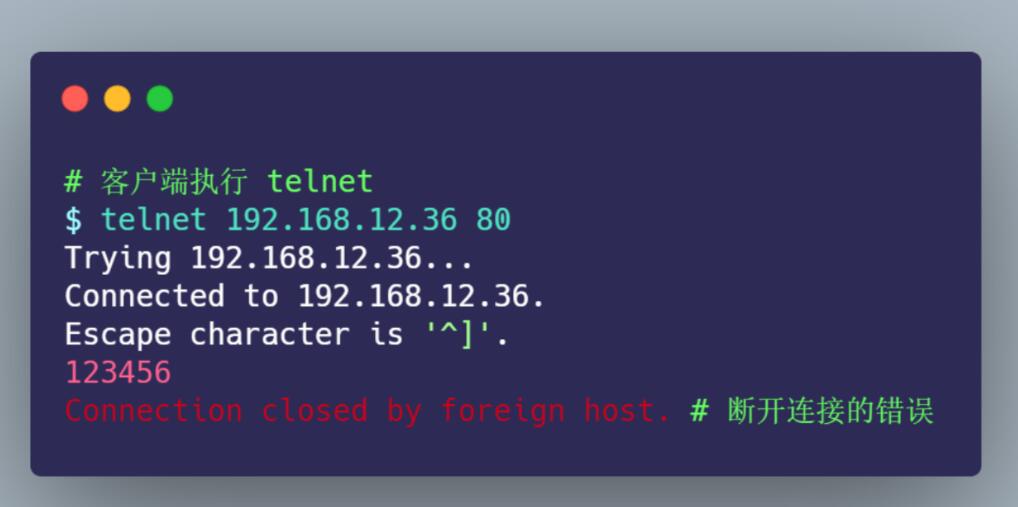 # 客户端执行 telnet
$ telnet 192.168.12.36 80
Trying 192.168.12.36...
Connected to 192.168.12.36.
Escape character is '^]'.
123456
Connection closed by foreign host. # 断开连接的错误